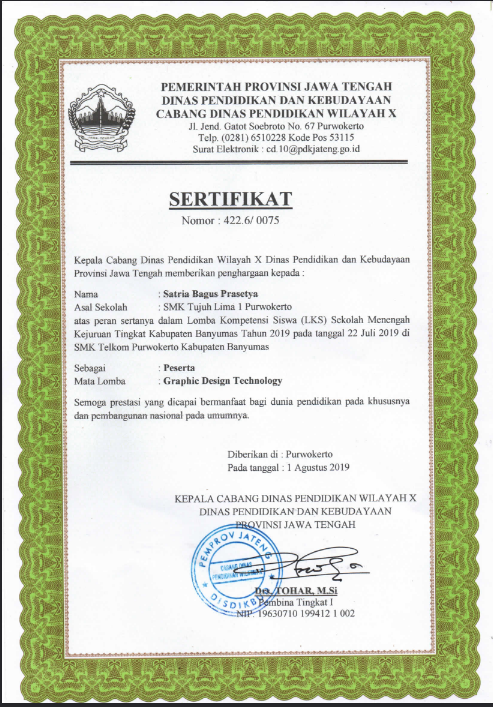 PEMERINTAH PROVINSI JAWA TENGAH
DINAS PENDIDIKAN DAN KEBUDAYAAN
CABANG DINAS PENDIDIKAN WILAYAH X
Jl. Jend. Gatot Soebroto No. 67 Purwokerto
Telp. (0281) 6510228 Kode Pos 53115
Surat Elektronik : cd.10@pdkjateng.go.id
SERTIFIKAT
Nomor : 422.6/ 0075
Kepala Cabang Dinas Pendidikan Wilayah X Dinas Pendidikan dan Kebudayaan
Provinsi Jawa Tengah memberikan penghargaan kepada :
Nama : Satria Bagus Prasetya
Asal Sekolah : SMK Tujuh Lima 1 Purwokerto
atas peran sertanya dalam Lomba Kompetensi Siswa (LKS) Sekolah Menengah
Kejuruan Tingkat Kabupaten Banyumas Tahun 2019 pada tanggal 22 Juli 2019 di
SMK Telkom Purwokerto Kabupaten Banyumas
Sebagai : Peserta
Mata Lomba : Graphic Design Technology
Semoga prestasi yang dicapai bermanfaat bagi dunia pendidikan pada khususnya
dan pembangunan nasional pada umumnya.
Diberikan di : Purwokerto
Pada tanggal : 1 Agustus 2019
KEPALA CABANG DINAS PENDIDIKAN WILAYAH X
DINAS PENDIDIKAN DAN KEBUDAYAAN
PROVINSI JAWA TENGAH
PEMPROV JATENG
CABANG DINAS
PENDIDIKAN WILAYAH X
DISDIKBUD
Drs. TOHAR, M.Si
Pembina Tingkat I
NIP. 19630710 199412 1 002